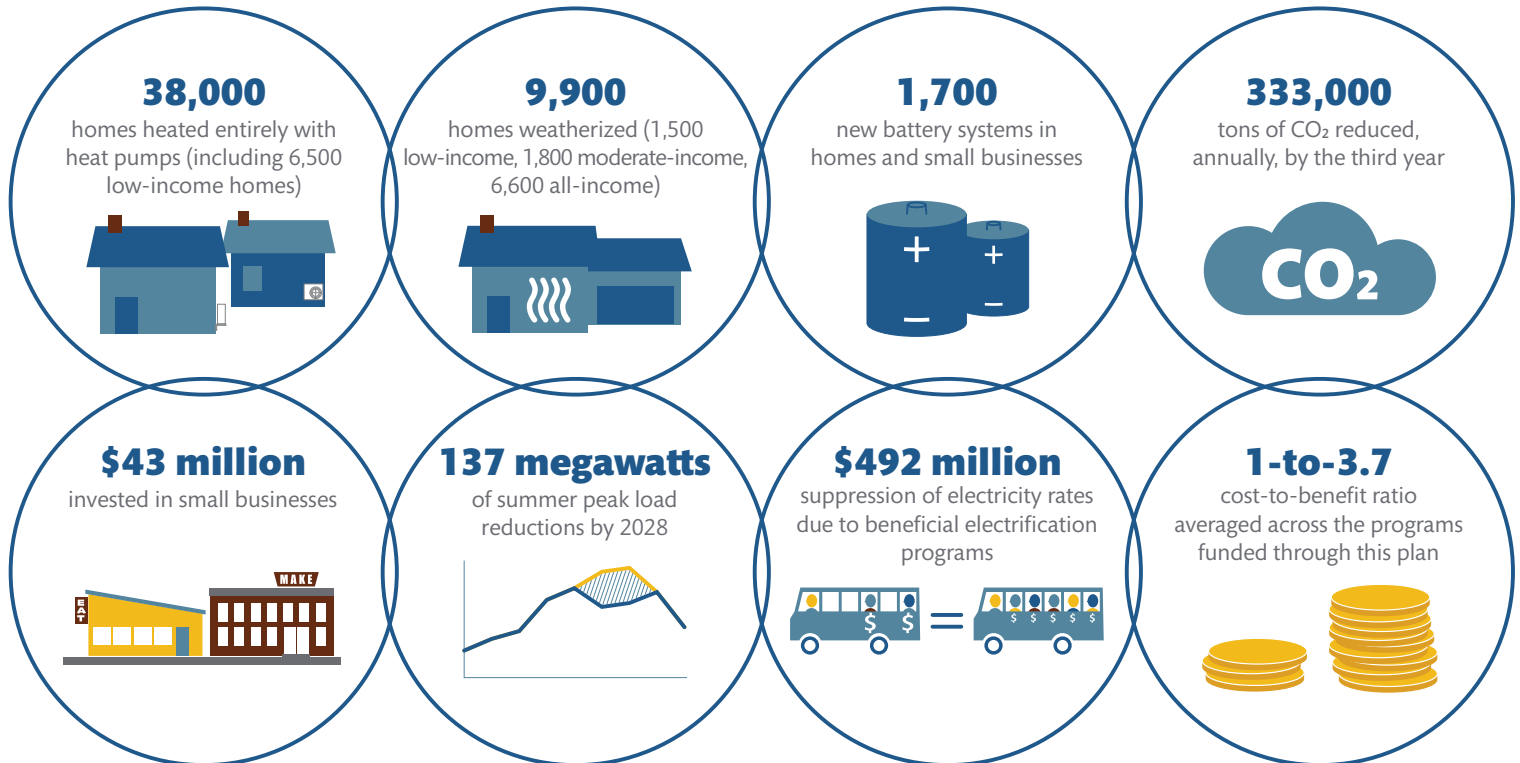 38,000
homes heated entirely with
heat pumps (including 6,500
low-income homes)
9,900
homes weatherized (1,500
low-income, 1,800 moderate-income,
6,600 all-income)
1,700
new battery systems in
homes and small businesses
+
−
+
−
333,000
tons of CO₂ reduced,
annually, by the third year
CO₂
$43 million
invested in small businesses
EAT
MAKE
137 megawatts
of summer peak load
reductions by 2028
$492 million
suppression of electricity rates
due to beneficial electrification
programs
$ $ = $ $ $ $ $
1-to-3.7
cost-to-benefit ratio
averaged across the programs
funded through this plan